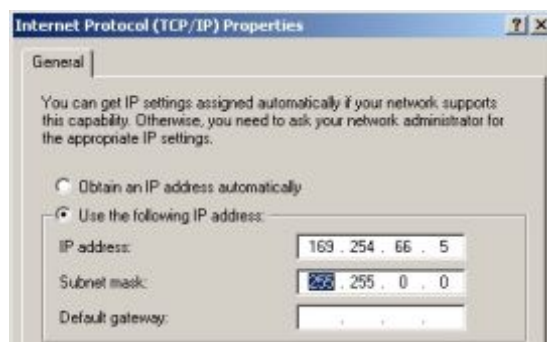 Internet Protocol (TCP/IP) Properties
General
You can get IP settings assigned automatically if your network supports
this capability. Otherwise, you need to ask your network administrator for
the appropriate IP settings.
Obtain an IP address automatically
Use the following IP address:
IP address: 169 . 254 . 66 . 5
Subnet mask: 255 . 255 . 0 . 0
Default gateway: . . .